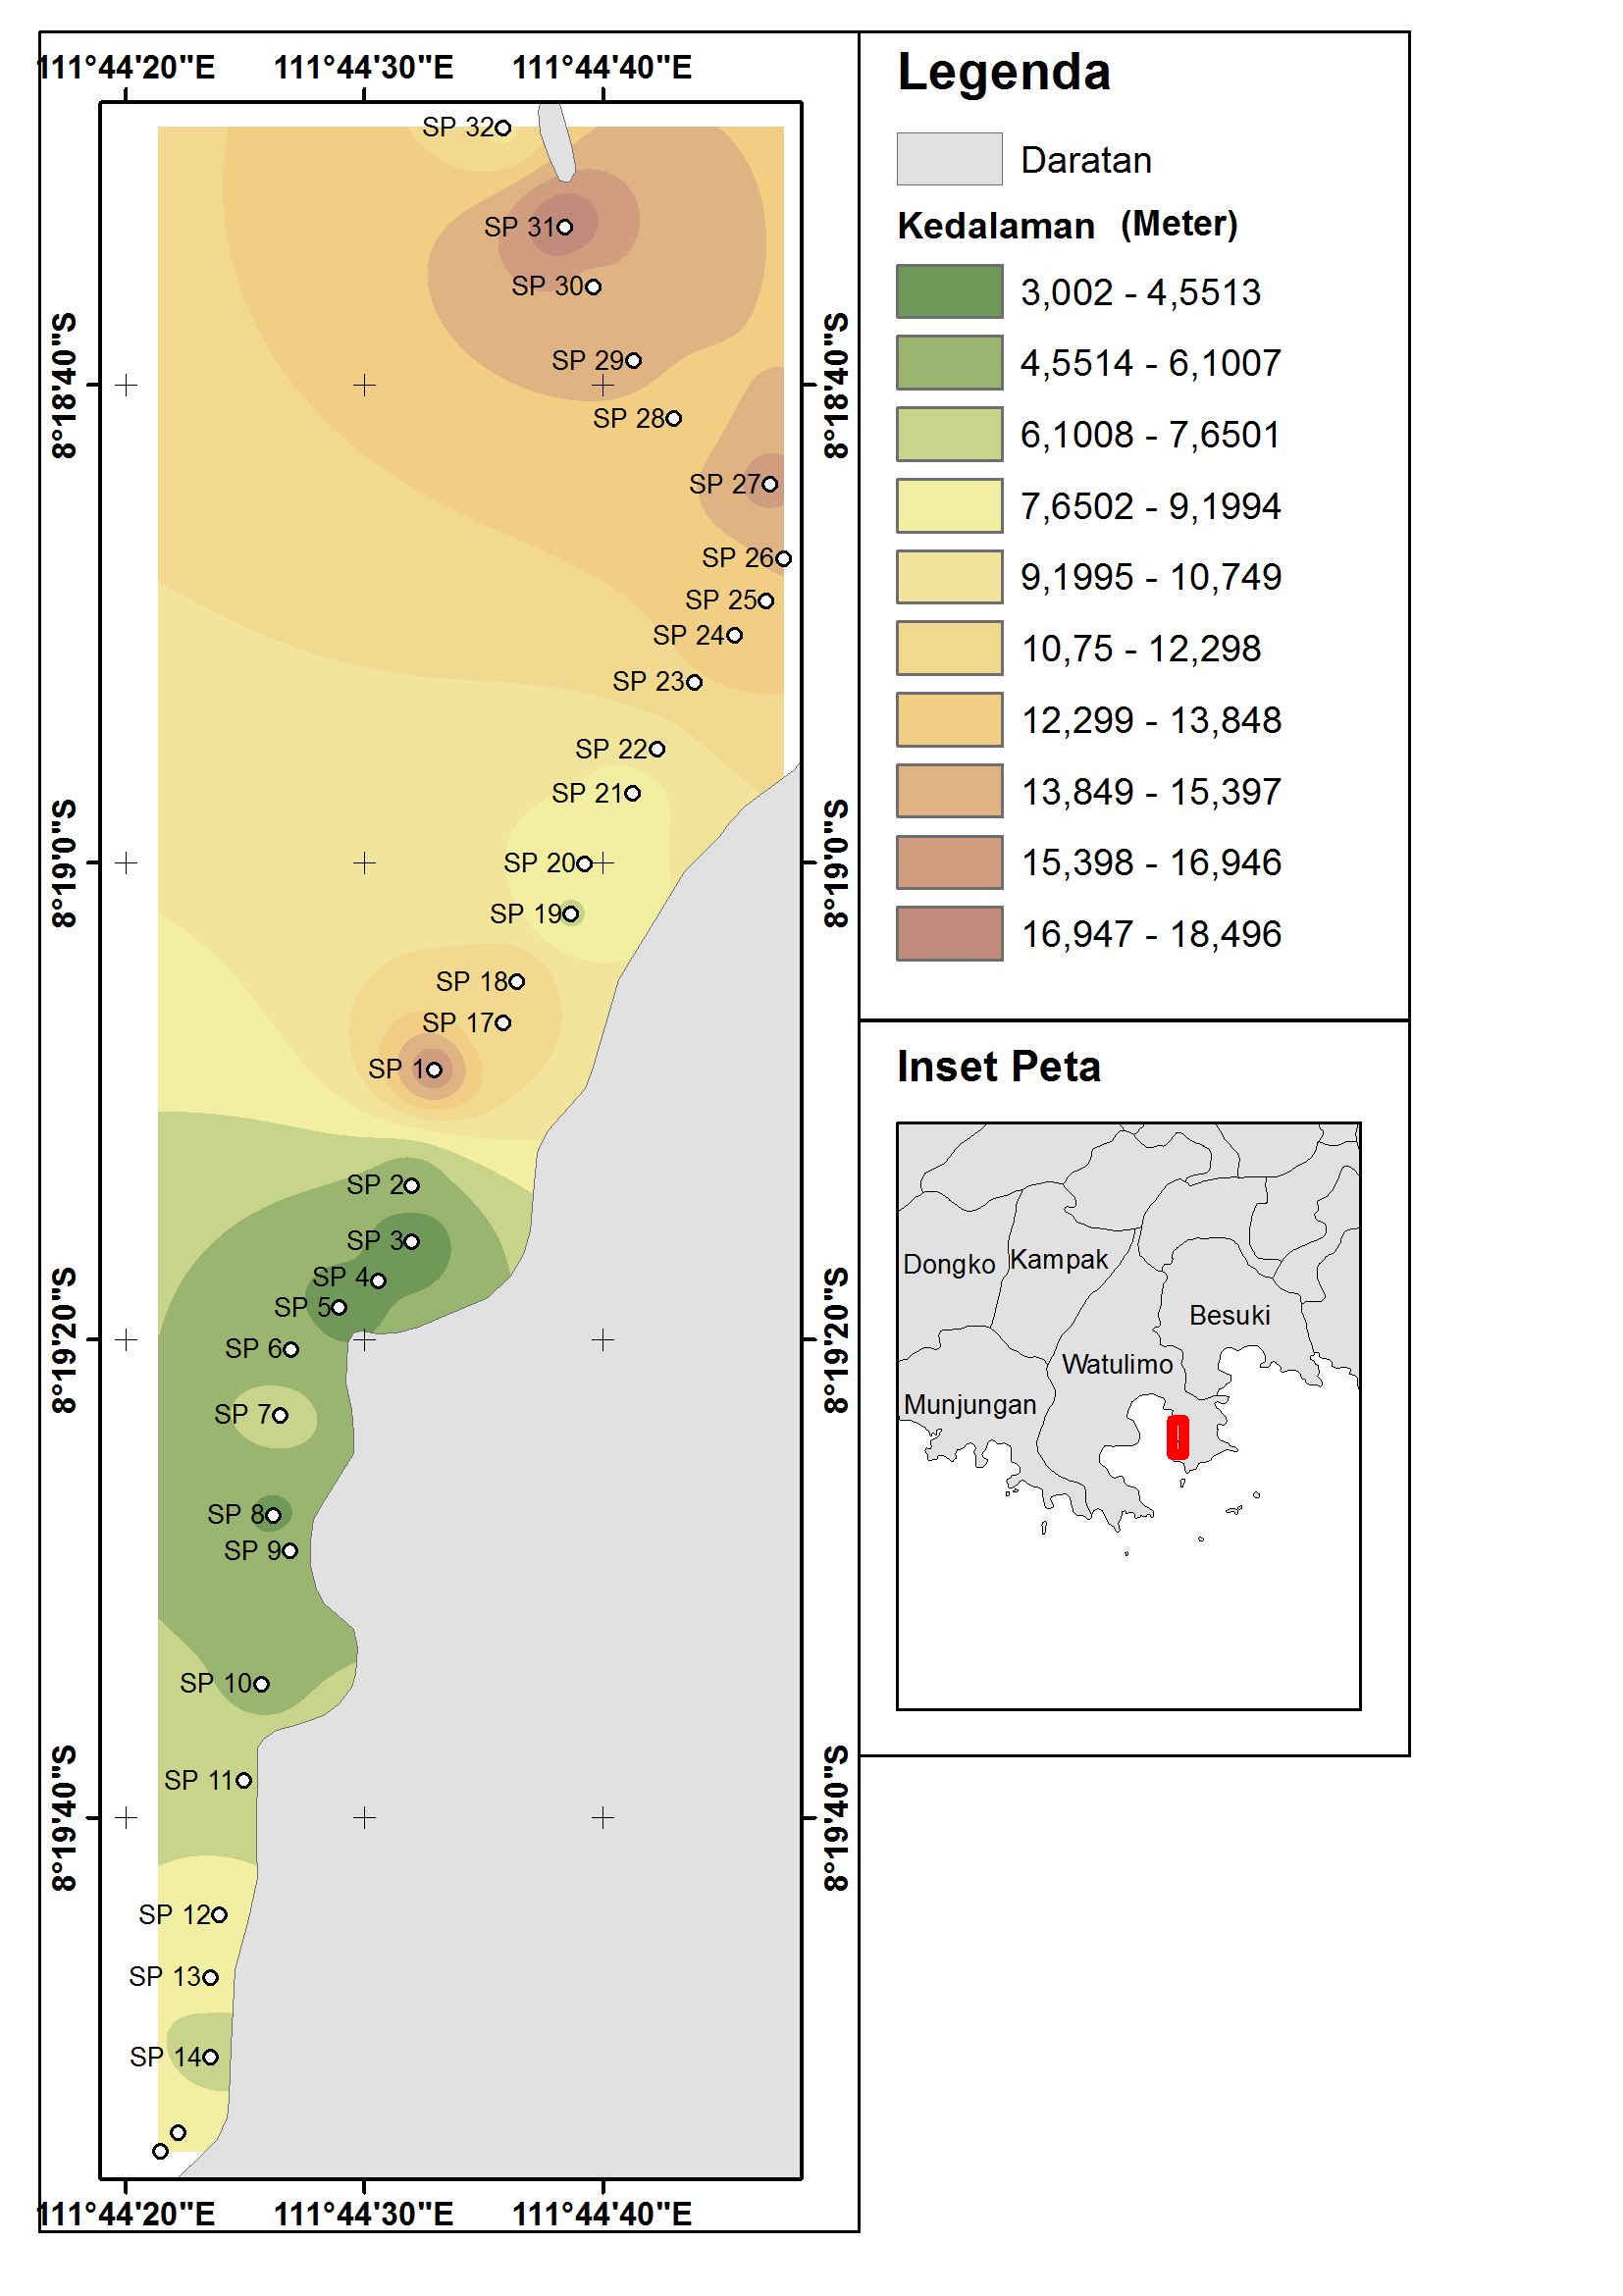 111°44'20"E 111°44'30"E 111°44'40"E
SP 32
SP 31
SP 30
SP 29
8°18'40"S 8°18'40"S
SP 28
SP 27
SP 26
SP 25
SP 24
SP 23
SP 22
SP 21
8°19'0"S 8°19'0"S
SP 20
SP 19
SP 18
SP 17
SP 1
SP 2
SP 3
SP 4
SP 5
8°19'20"S 8°19'20"S
SP 6
SP 7
SP 8
SP 9
SP 10
SP 11
8°19'40"S 8°19'40"S
SP 12
SP 13
SP 14
111°44'20"E 111°44'30"E 111°44'40"E
Legenda
Daratan
Kedalaman (Meter)
3,002 - 4,5513
4,5514 - 6,1007
6,1008 - 7,6501
7,6502 - 9,1994
9,1995 - 10,749
10,75 - 12,298
12,299 - 13,848
13,849 - 15,397
15,398 - 16,946
16,947 - 18,496
Inset Peta
Dongko Kampak
Besuki
Watulimo
Munjungan